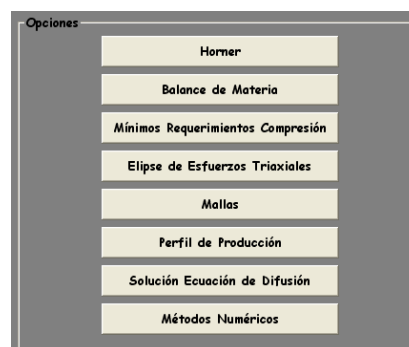 Opciones
Horner
Balance de Materia
Mínimos Requerimientos Compresión
Elipse de Esfuerzos Triaxiales
Mallas
Perfil de Producción
Solución Ecuación de Difusión
Métodos Numéricos